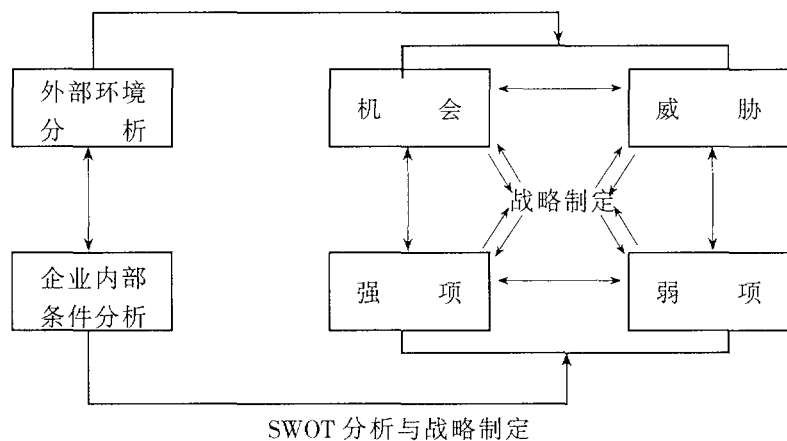 外部环境
分 析
机 会
威 胁
战略制定
企业内部
条件分析
强 项
弱 项
SWOT 分析与战略制定